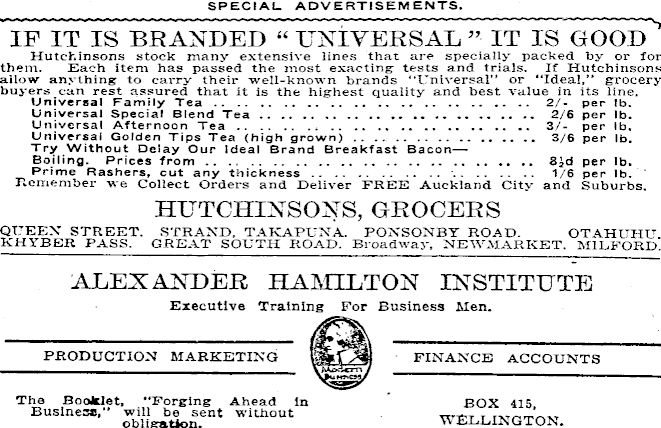 SPECIAL ADVERTISEMENTS.
IF IT IS BRANDED "UNIVERSAL" IT IS GOOD
Hutchinsons stock many extensive lines that are specially packed by or for
them. Each item has passed the most exacting tests and trials. If Hutchinsons
allow anything to carry their well-known brands "Universal" or "Ideal," grocery
buyers can rest assured that it is the highest quality and best value in its line.
Universal Family Tea .. .. .. .. .. .. .. .. .. .. .. .. .. 2/- per lb.
Universal Special Blend Tea .. .. .. .. .. .. .. .. .. .. .. 2/6 per lb.
Universal Afternoon Tea .. .. .. .. .. .. .. .. .. .. .. .. 3/- per lb.
Universal Golden Tips Tea (high grown) .. .. .. .. .. .. .. 3/6 per lb.
Try Without Delay Our Ideal Brand Breakfast Bacon—
Boiling. Prices from .. .. .. .. .. .. .. .. .. .. .. .. .. 8½d per lb.
Prime Rashers, cut any thickness .. .. .. .. .. .. .. .. .. 1/6 per lb.
Remember we Collect Orders and Deliver FREE Auckland City and Suburbs.
HUTCHINSONS, GROCERS
QUEEN STREET. STRAND, TAKAPUNA. PONSONBY ROAD. OTAHUHU.
KHYBER PASS. GREAT SOUTH ROAD. Broadway, NEWMARKET. MILFORD.
ALEXANDER HAMILTON INSTITUTE
Executive Training For Business Men.
PRODUCTION MARKETING
Modern
Business
FINANCE ACCOUNTS
The Booklet, "Forging Ahead in
Business," will be sent without
obligation.
BOX 415,
WELLINGTON.